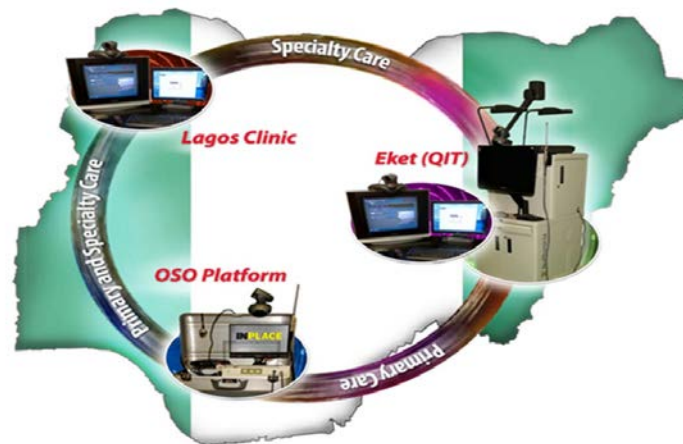 Specialty Care
Lagos Clinic
Eket (QIT)
Primary and Specialty Care
OSO Platform
INPLACE
Primary Care